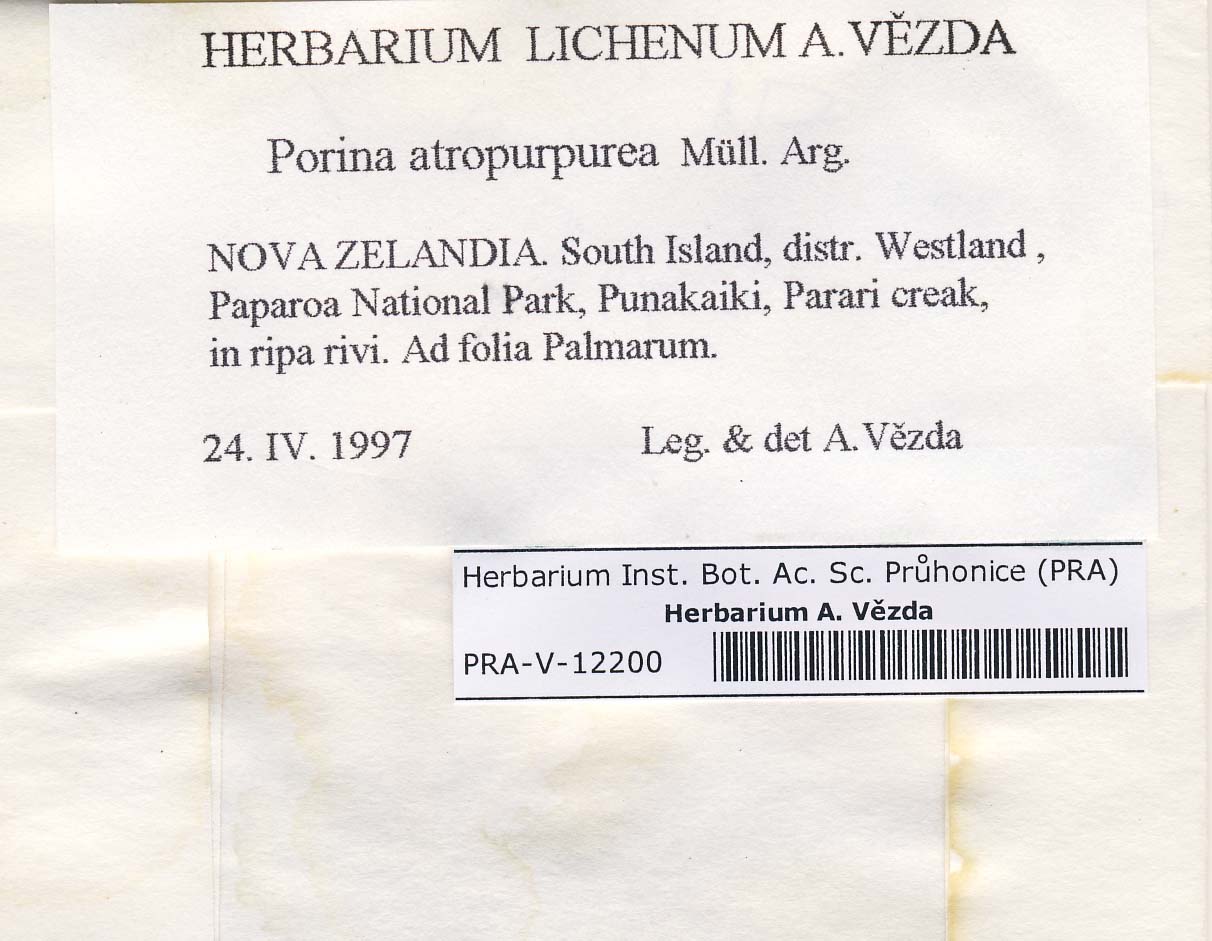 HERBARIUM LICHENUM A. VĚZDA
Porina atropurpurea Müll. Arg.
NOVA ZELANDIA. South Island, distr. Westland ,
Paparoa National Park, Punakaiki, Parari creak,
in ripa rivi. Ad folia Palmarum.
24. IV. 1997 Leg. & det A. Vězda
Herbarium Inst. Bot. Ac. Sc. Průhonice (PRA)
Herbarium A. Vězda
PRA-V-12200